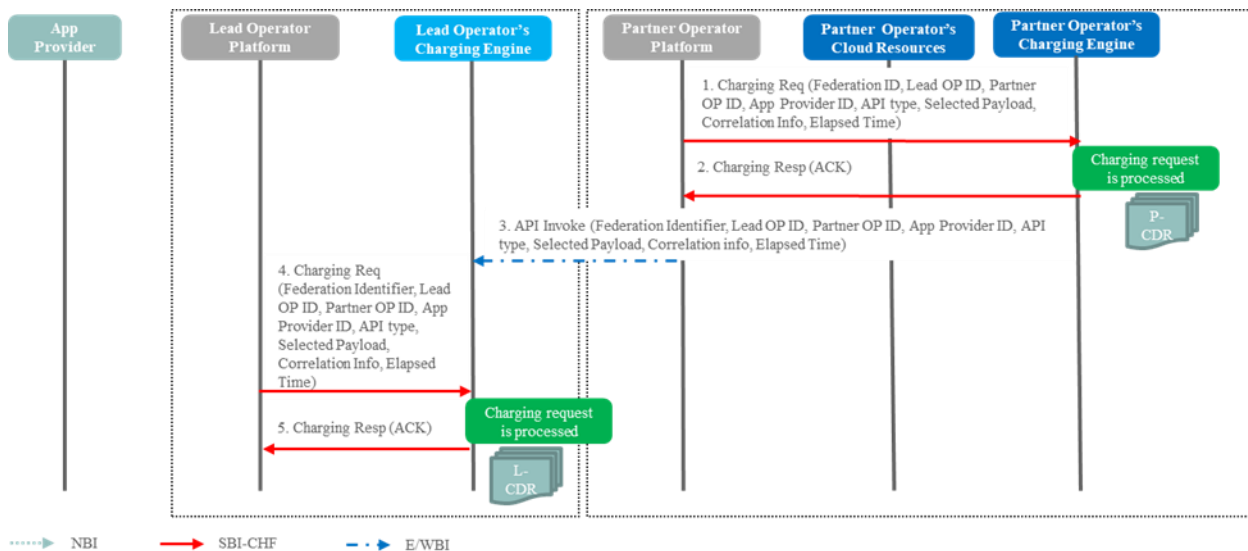 App
Provider
Lead Operator
Platform
Lead Operator's
Charging Engine
Partner Operator
Platform
Partner Operator's
Cloud Resources
Partner Operator's
Charging Engine
1. Charging Req (Federation ID, Lead OP ID, Partner
OP ID, App Provider ID, API type, Selected Payload,
Correlation Info, Elapsed Time)
2. Charging Resp (ACK)
Charging request
is processed
P-
CDR
3. API Invoke (Federation Identifier, Lead OP ID, Partner OP ID, App Provider ID, API
type, Selected Payload, Correlation info, Elapsed Time)
4. Charging Req
(Federation Identifier, Lead
OP ID, Partner OP ID, App
Provider ID, API type,
Selected Payload,
Correlation Info, Elapsed
Time)
5. Charging Resp (ACK)
Charging request
is processed
L-
CDR
NBI
SBI-CHF
E/WBI